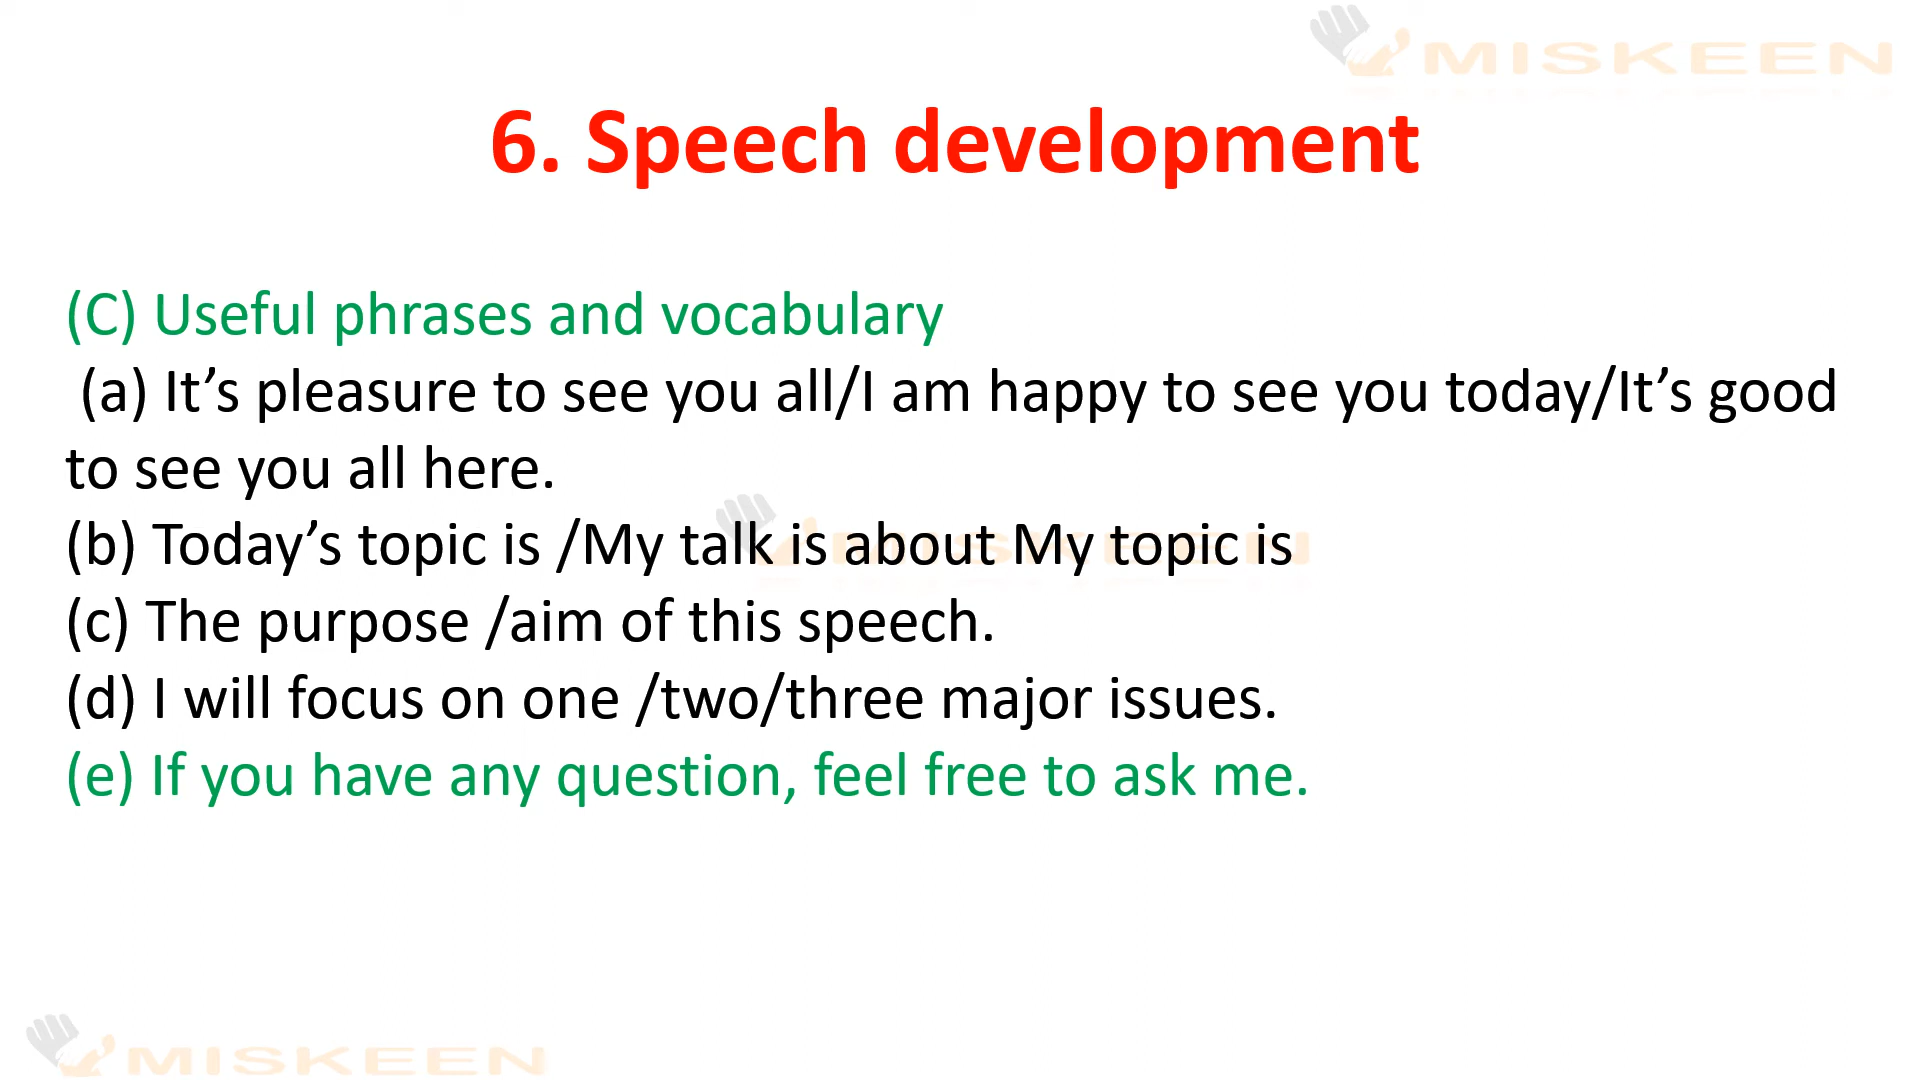 MISKEEN
6. Speech development
(C) Useful phrases and vocabulary
(a) It’s pleasure to see you all/I am happy to see you today/It’s good
to see you all here.
(b) Today’s topic is /My talk is about My topic is
MISKEEN
(c) The purpose /aim of this speech.
(d) I will focus on one /two/three major issues.
(e) If you have any question, feel free to ask me.
MISKEEN